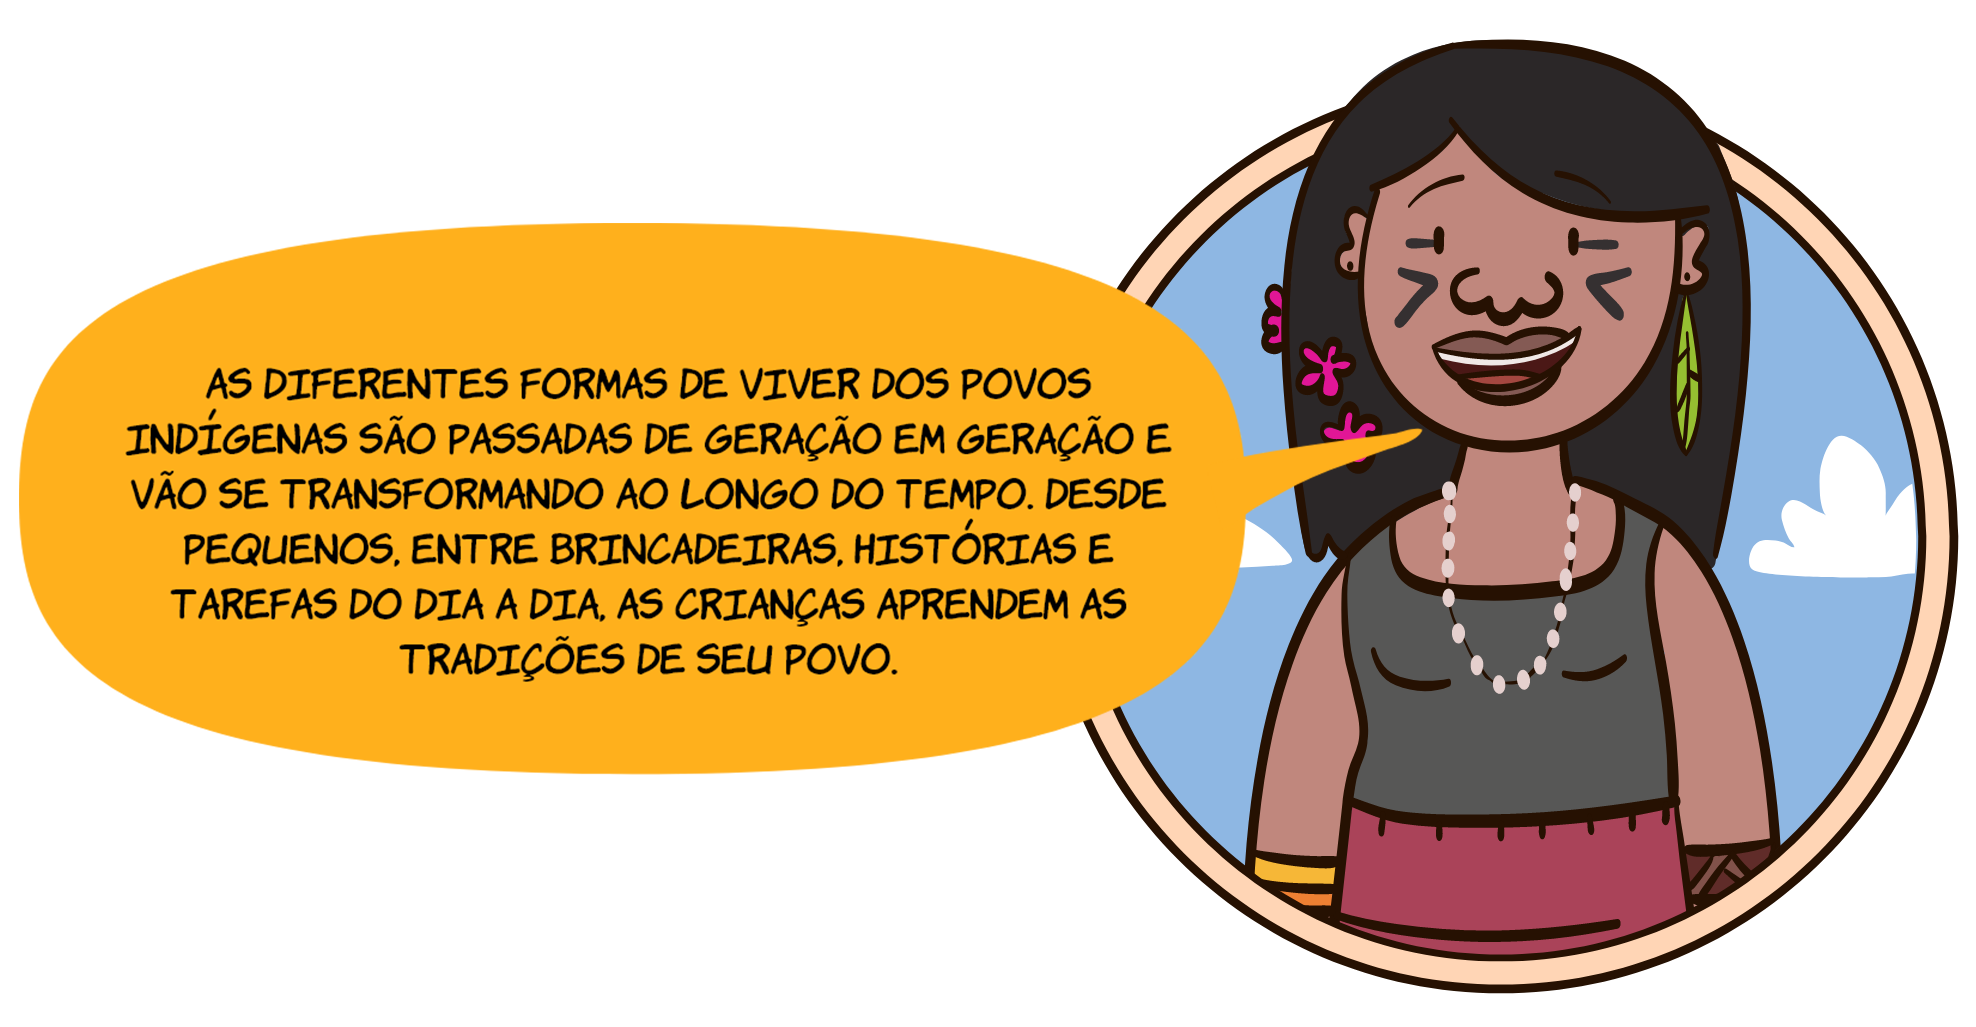 AS DIFERENTES FORMAS DE VIVER DOS POVOS
INDÍGENAS SÃO PASSADAS DE GERAÇÃO EM GERAÇÃO E
VÃO SE TRANSFORMANDO AO LONGO DO TEMPO. DESDE
PEQUENOS, ENTRE BRINCADEIRAS, HISTÓRIAS E
TAREFAS DO DIA A DIA, AS CRIANÇAS APRENDEM AS
TRADIÇÕES DE SEU POVO.